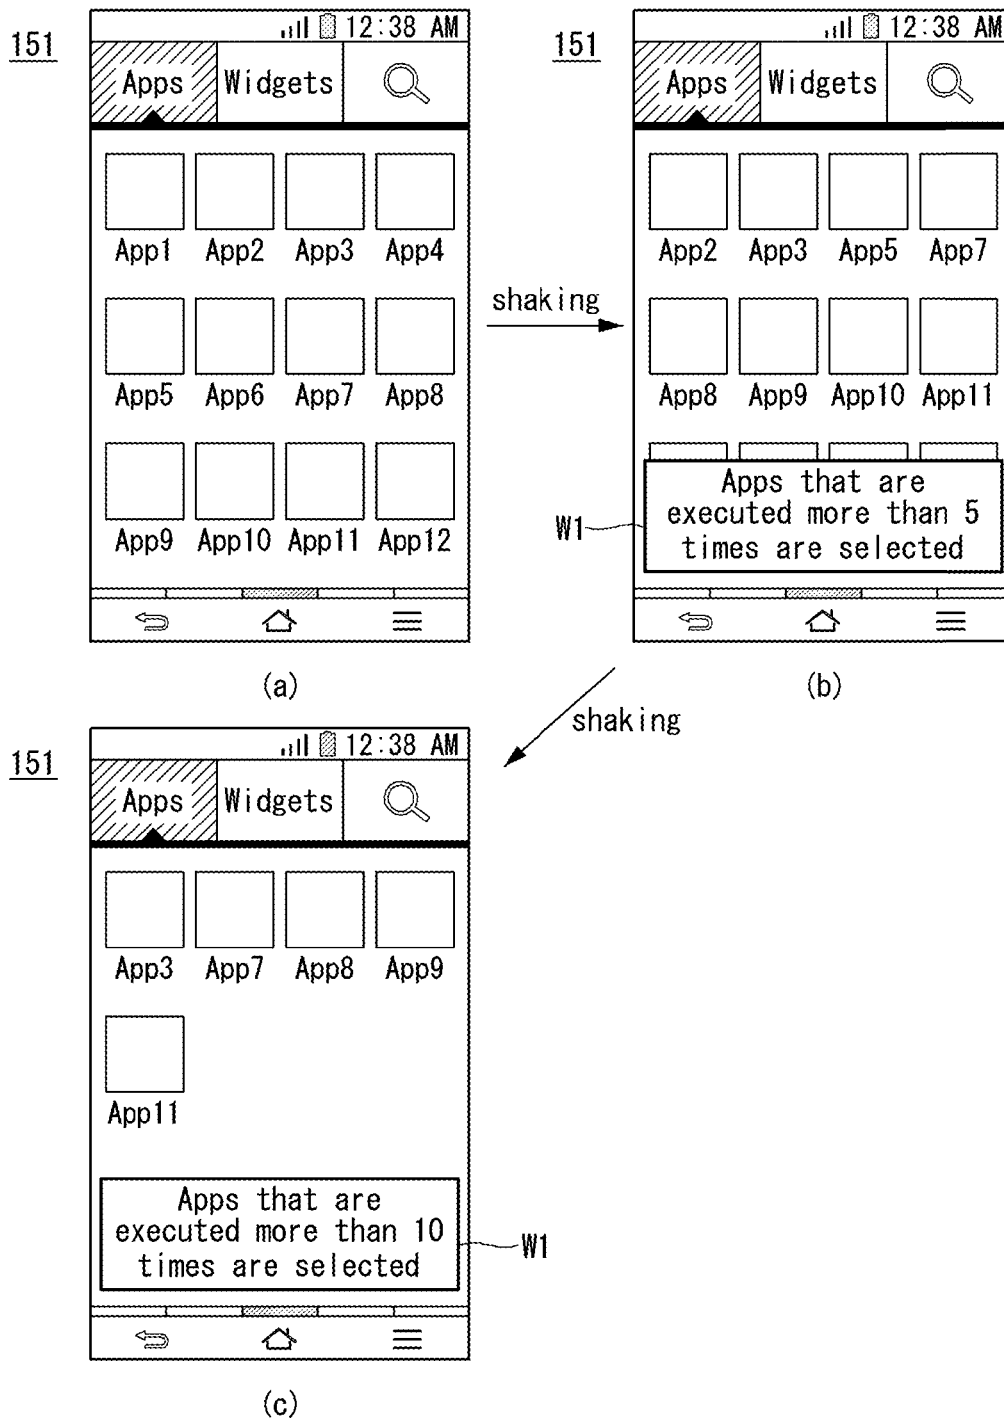 151
12:38 AM
Apps Widgets
App1 App2 App3 App4
App5 App6 App7 App8
App9 App10 App11 App12
(a)
shaking
151
12:38 AM
Apps Widgets
App2 App3 App5 App7
App8 App9 App10 App11
Apps that are
executed more than 5
times are selected
W1
(b)
shaking
151
12:38 AM
Apps Widgets
App3 App7 App8 App9
App11
Apps that are
executed more than 10
times are selected
W1
(c)